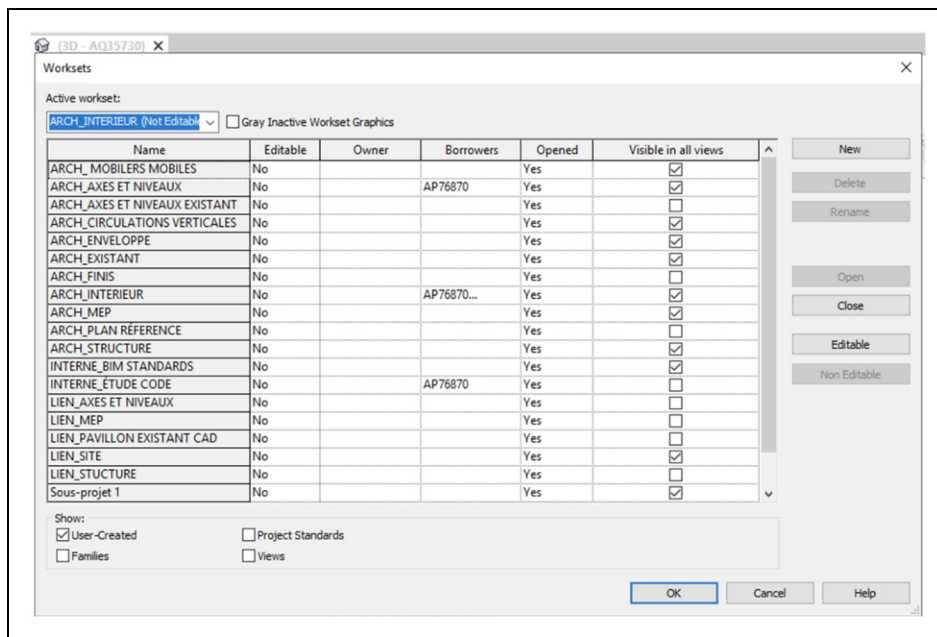 {3D - AQ35730}
Worksets
Active workset:
ARCH_INTERIEUR (Not Editabl
Gray Inactive Workset Graphics
Name Editable Owner Borrowers Opened Visible in all views
ARCH_ MOBILERS MOBILES No Yes
ARCH_AXES ET NIVEAUX No AP76870 Yes
ARCH_AXES ET NIVEAUX EXISTANT No Yes
ARCH_CIRCULATIONS VERTICALES No Yes
ARCH_ENVELOPPE No Yes
ARCH_EXISTANT No Yes
ARCH_FINIS No Yes
ARCH_INTERIEUR No AP76870... Yes
ARCH_MEP No Yes
ARCH_PLAN RÉFERENCE No Yes
ARCH_STRUCTURE No Yes
INTERNE_BIM STANDARDS No Yes
INTERNE_ÉTUDE CODE No AP76870 Yes
LIEN_AXES ET NIVEAUX No Yes
LIEN_MEP No Yes
LIEN_PAVILLON EXISTANT CAD No Yes
LIEN_SITE No Yes
LIEN_STUCTURE No Yes
Sous-projet 1 No Yes
New
Delete
Rename
Open
Close
Editable
Non Editable
Show:
User-Created Project Standards
Families Views
OK Cancel Help